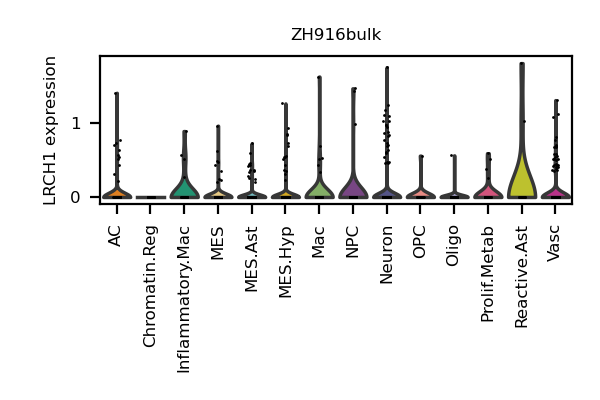 ZH916bulk
LRCH1 expression
1
0
AC
Chromatin.Reg
Inflammatory.Mac
MES
MES.Ast
MES.Hyp
Mac
NPC
Neuron
OPC
Oligo
Prolif.Metab
Reactive.Ast
Vasc